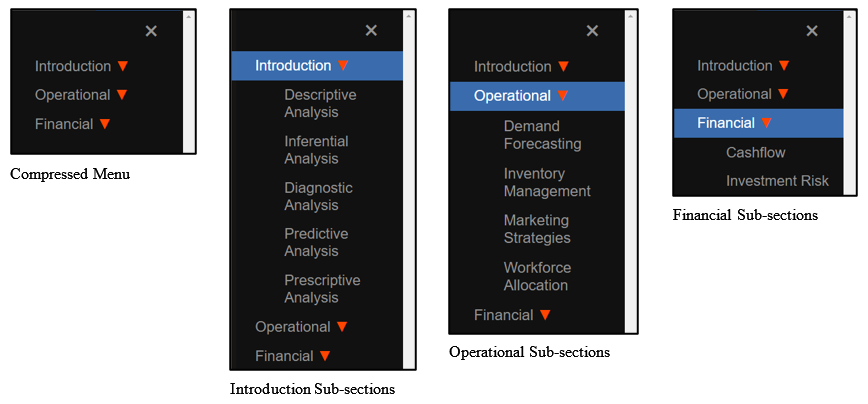 ×
Introduction ▼
Operational ▼
Financial ▼
Compressed Menu
×
Introduction ▼
Descriptive
Analysis
Inferential
Analysis
Diagnostic
Analysis
Predictive
Analysis
Prescriptive
Analysis
Operational ▼
Financial ▼
Introduction Sub-sections
×
Introduction ▼
Operational ▼
Demand
Forecasting
Inventory
Management
Marketing
Strategies
Workforce
Allocation
Financial ▼
Operational Sub-sections
×
Introduction ▼
Operational ▼
Financial ▼
Cashflow
Investment Risk
Financial Sub-sections